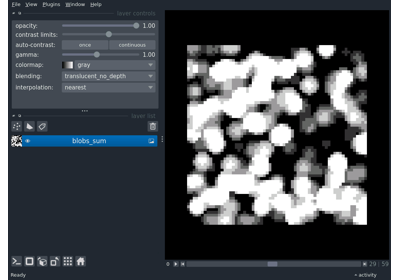 File View Plugins Window Help
layer controls
opacity: 1.00
contrast limits:
auto-contrast: once continuous
gamma: 1.00
colormap: gray
blending: translucent_no_depth
interpolation: nearest
layer list
blobs_sum
29 59
Ready
activity